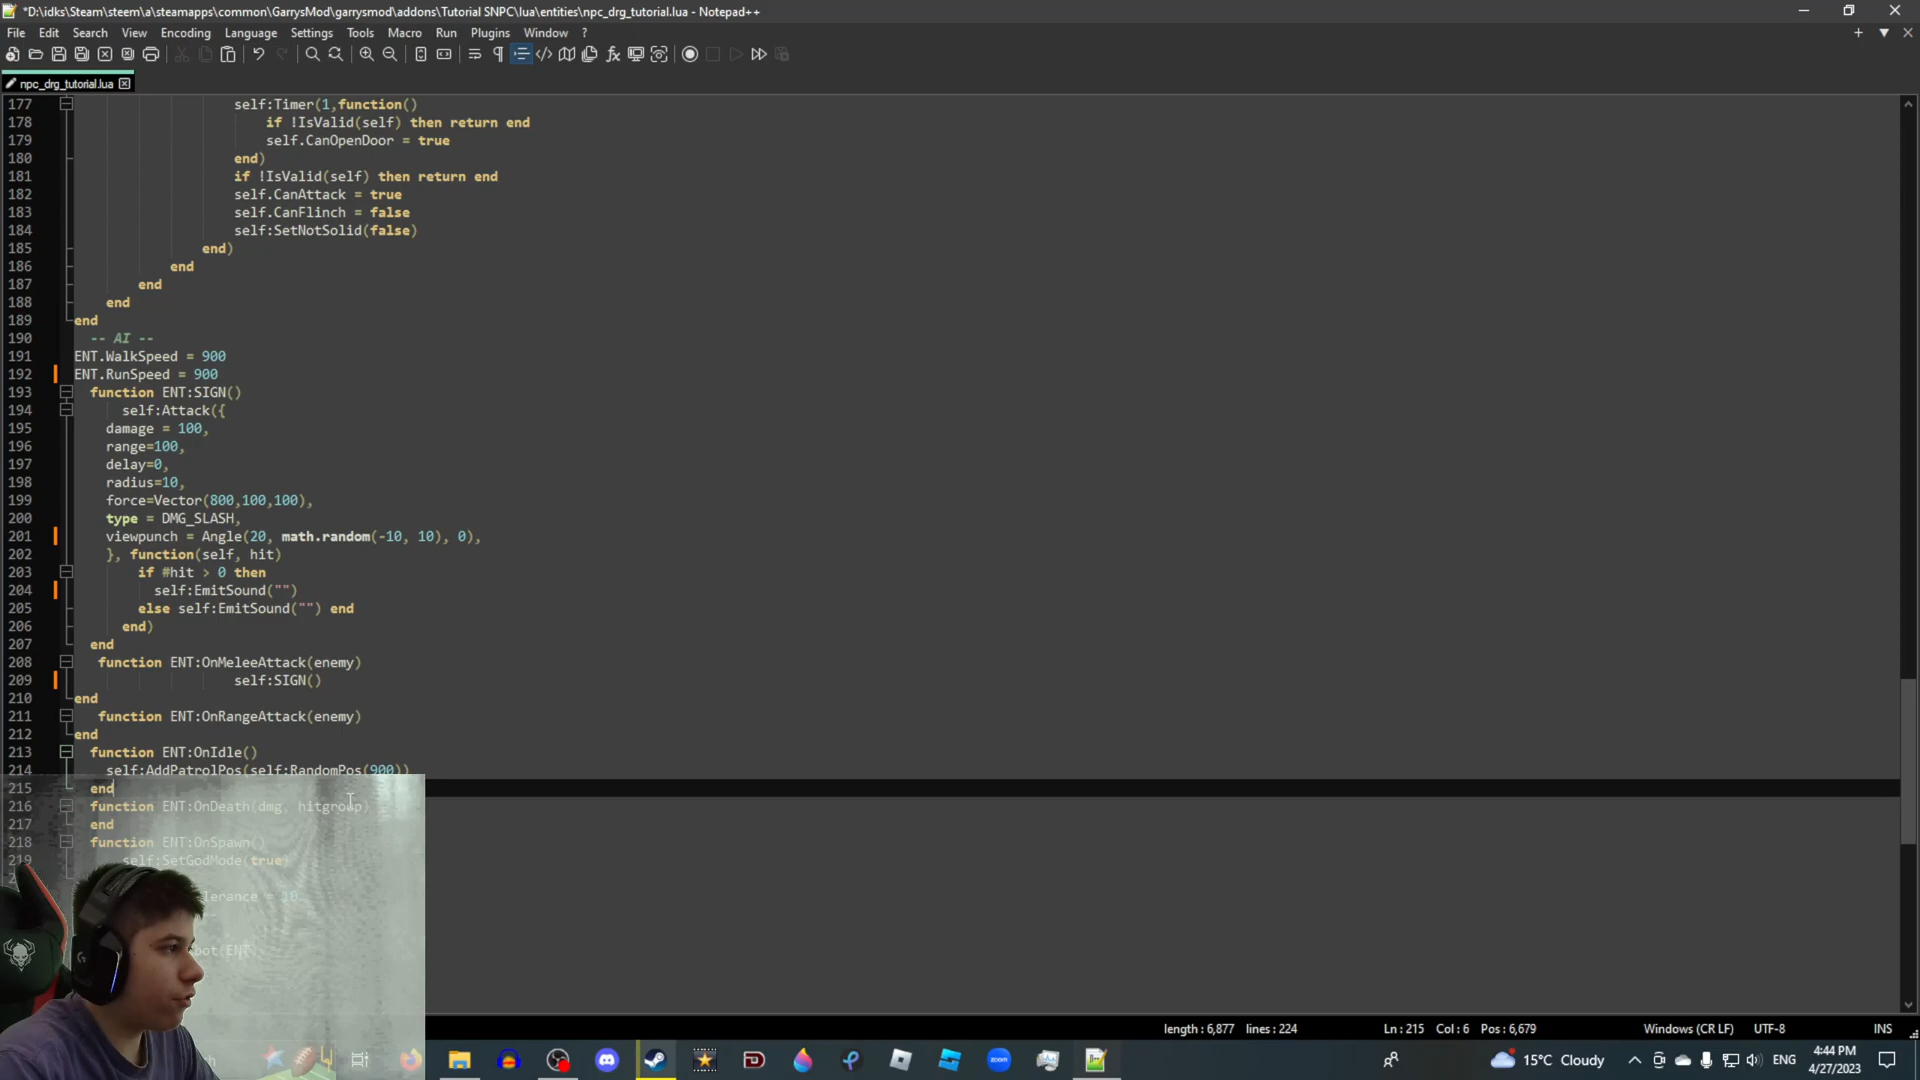 *D:\idks\Steam\steem\a\steamapps\common\GarrysMod\garrysmod\addons\Tutorial SNPC\lua\entities\npc_drg_tutorial.lua - Notepad++
File Edit Search View Encoding Language Settings Tools Macro Run Plugins Window ?
npc_drg_tutorial.lua
177 self:Timer(1,function()
178 if !IsValid(self) then return end
179 self.CanOpenDoor = true
180 end)
181 if !IsValid(self) then return end
182 self.CanAttack = true
183 self.CanFlinch = false
184 self:SetNotSolid(false)
185 end)
186 end
187 end
188 end
189 end
190 -- AI --
191 ENT.WalkSpeed = 900
192 ENT.RunSpeed = 900
193 function ENT:SIGN()
194 self:Attack({
195 damage = 100,
196 range=100,
197 delay=0,
198 radius=10,
199 force=Vector(800,100,100),
200 type = DMG_SLASH,
201 viewpunch = Angle(20, math.random(-10, 10), 0),
202 }, function(self, hit)
203 if #hit > 0 then
204 self:EmitSound("")
205 else self:EmitSound("") end
206 end)
207 end
208 function ENT:OnMeleeAttack(enemy)
209 self:SIGN()
210 end
211 function ENT:OnRangeAttack(enemy)
212 end
213 function ENT:OnIdle()
214 self:AddPatrolPos(self:RandomPos(900))
215 end
216 function ENT:OnDeath(dmg, hitgroup)
217 end
218 function ENT:OnSpawn()
219 self:SetGodMode(true)
lerance = 10
bot(ENT)
length : 6,877 lines : 224 Ln : 215 Col : 6 Pos : 6,679 Windows (CR LF) UTF-8 INS
zoom
15°C Cloudy
ENG
4:44 PM
4/27/2023